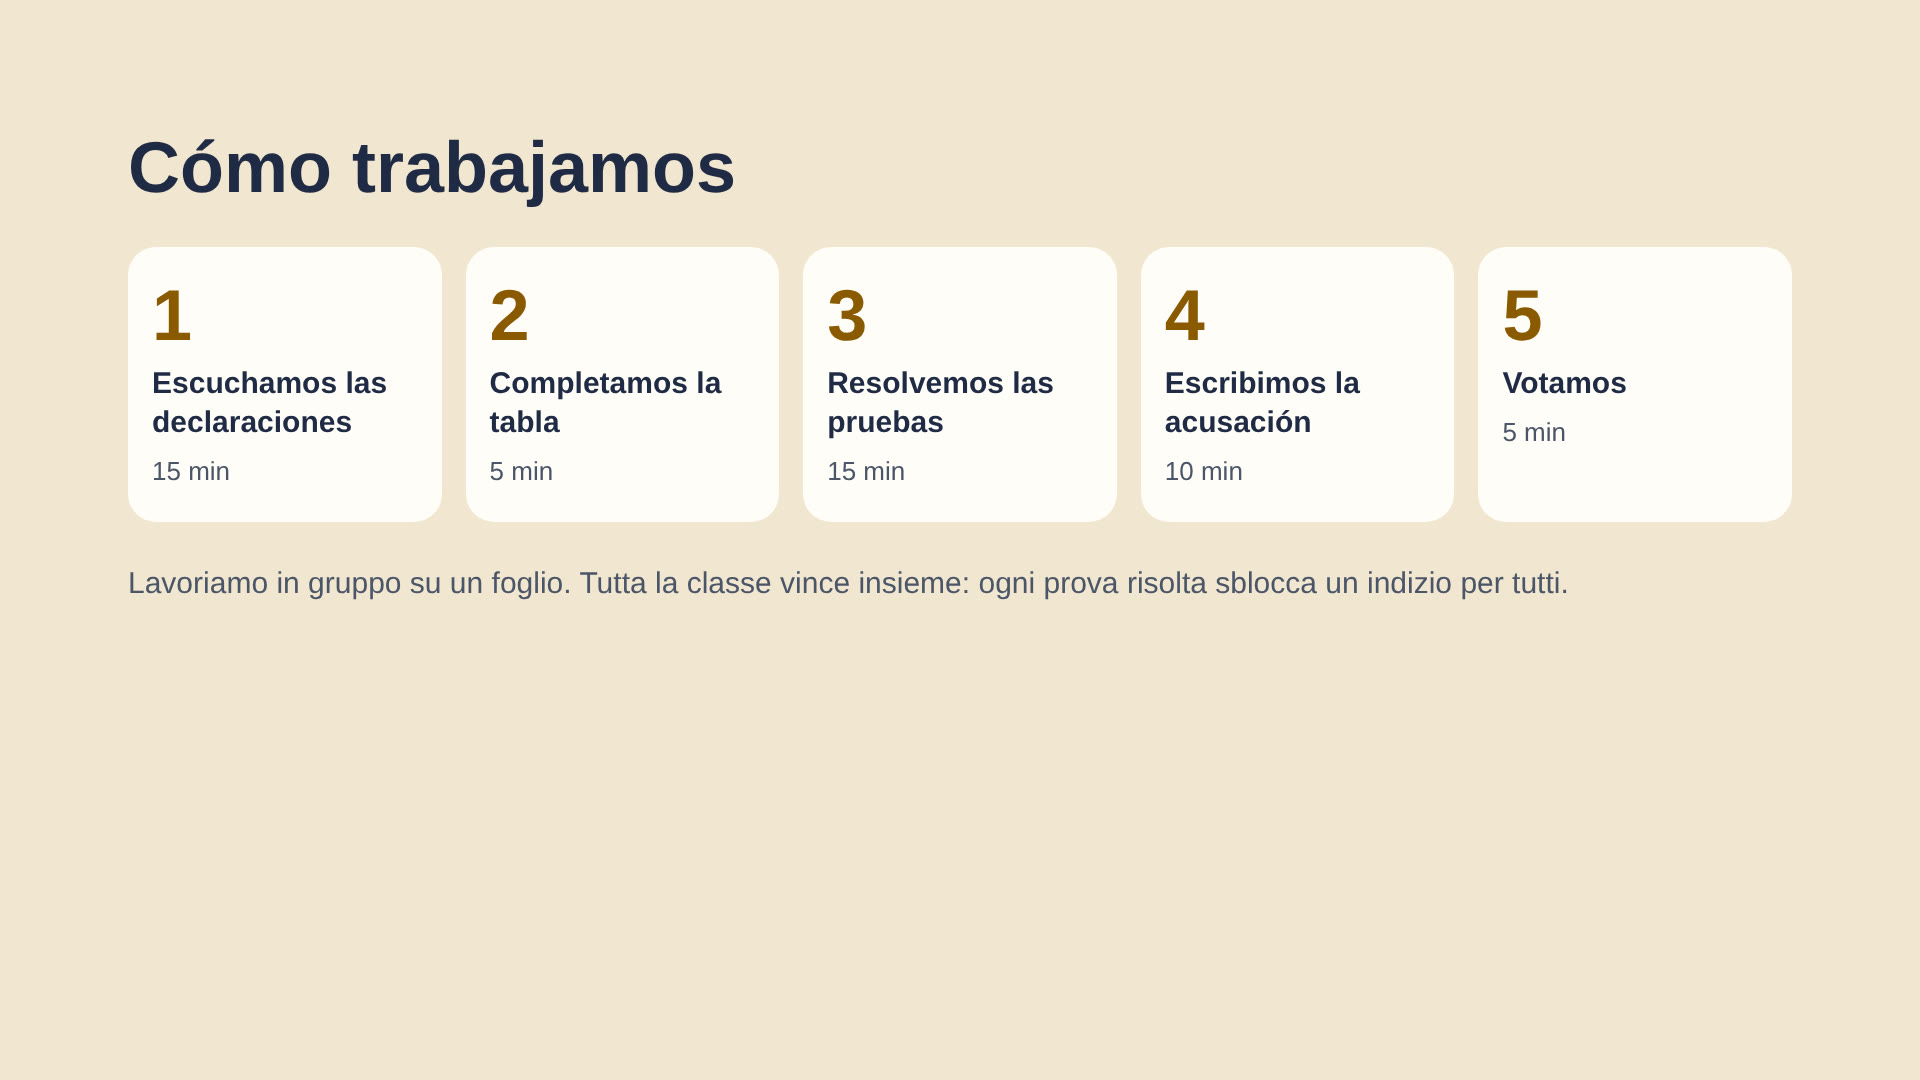 Cómo trabajamos
1
Escuchamos las
declaraciones
15 min
2
Completamos la
tabla
5 min
3
Resolvemos las
pruebas
15 min
4
Escribimos la
acusación
10 min
5
Votamos
5 min
Lavoriamo in gruppo su un foglio. Tutta la classe vince insieme: ogni prova risolta sblocca un indizio per tutti.